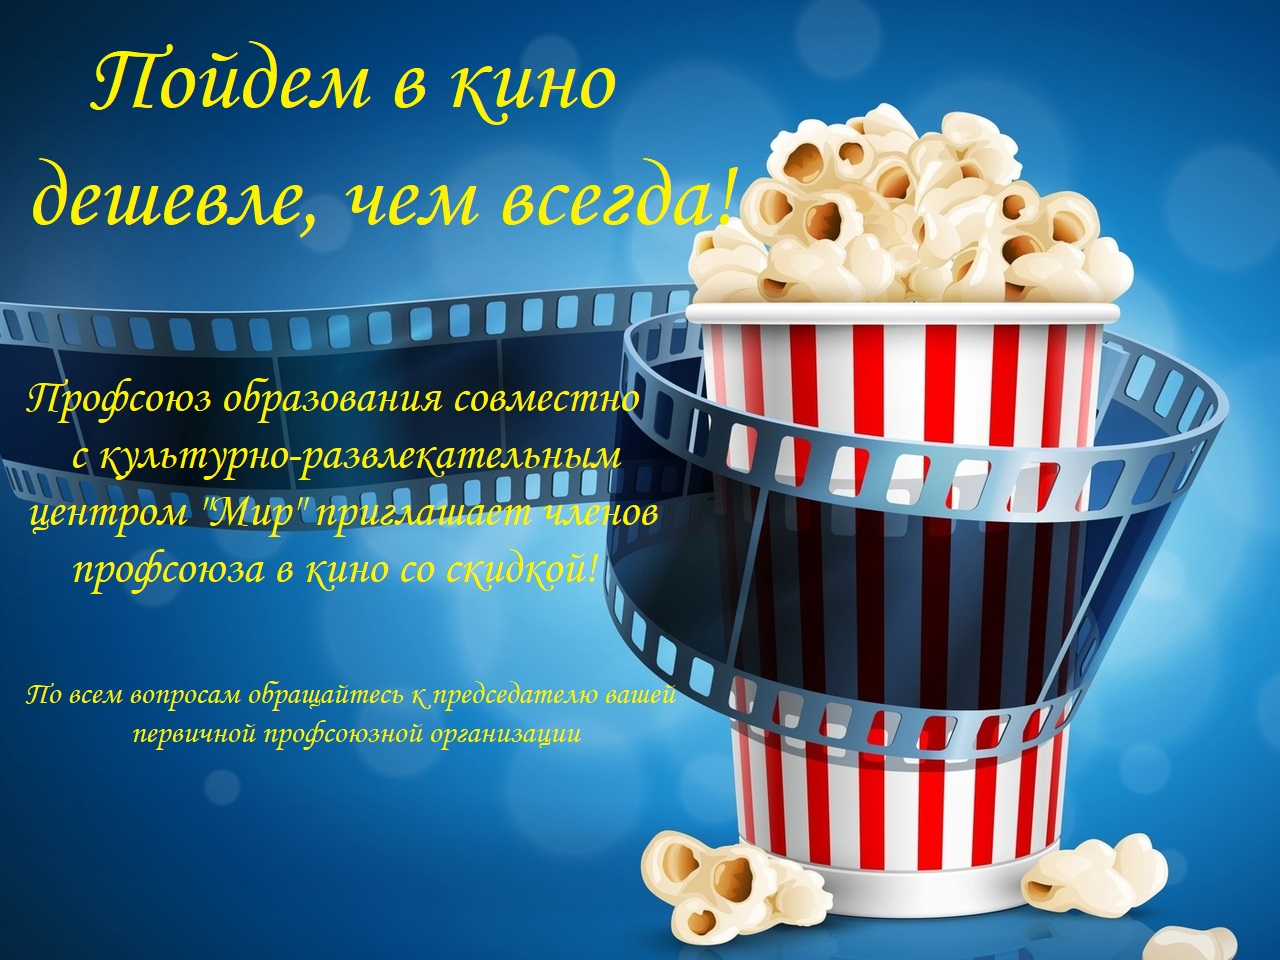 Пойдем в кино
дешевле, чем всегда!
Профсоюз образования совместно
с культурно-развлекательным
центром "Мир" приглашает членов
профсоюза в кино со скидкой!
По всем вопросам обращайтесь к председателю вашей
первичной профсоюзной организации